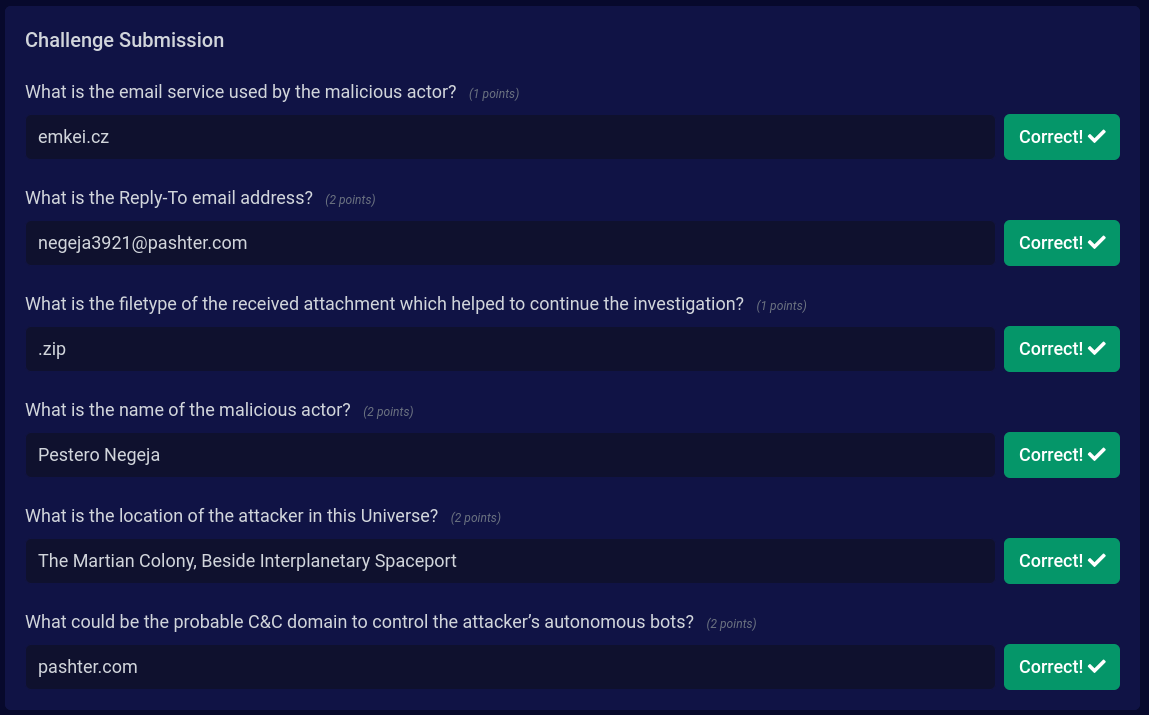 Challenge Submission
What is the email service used by the malicious actor? (1 points)
emkei.cz Correct!
What is the Reply-To email address? (2 points)
negeja3921@pashter.com Correct!
What is the filetype of the received attachment which helped to continue the investigation? (1 points)
.zip Correct!
What is the name of the malicious actor? (2 points)
Pestero Negeja Correct!
What is the location of the attacker in this Universe? (2 points)
The Martian Colony, Beside Interplanetary Spaceport Correct!
What could be the probable C&C domain to control the attacker’s autonomous bots? (2 points)
pashter.com Correct!